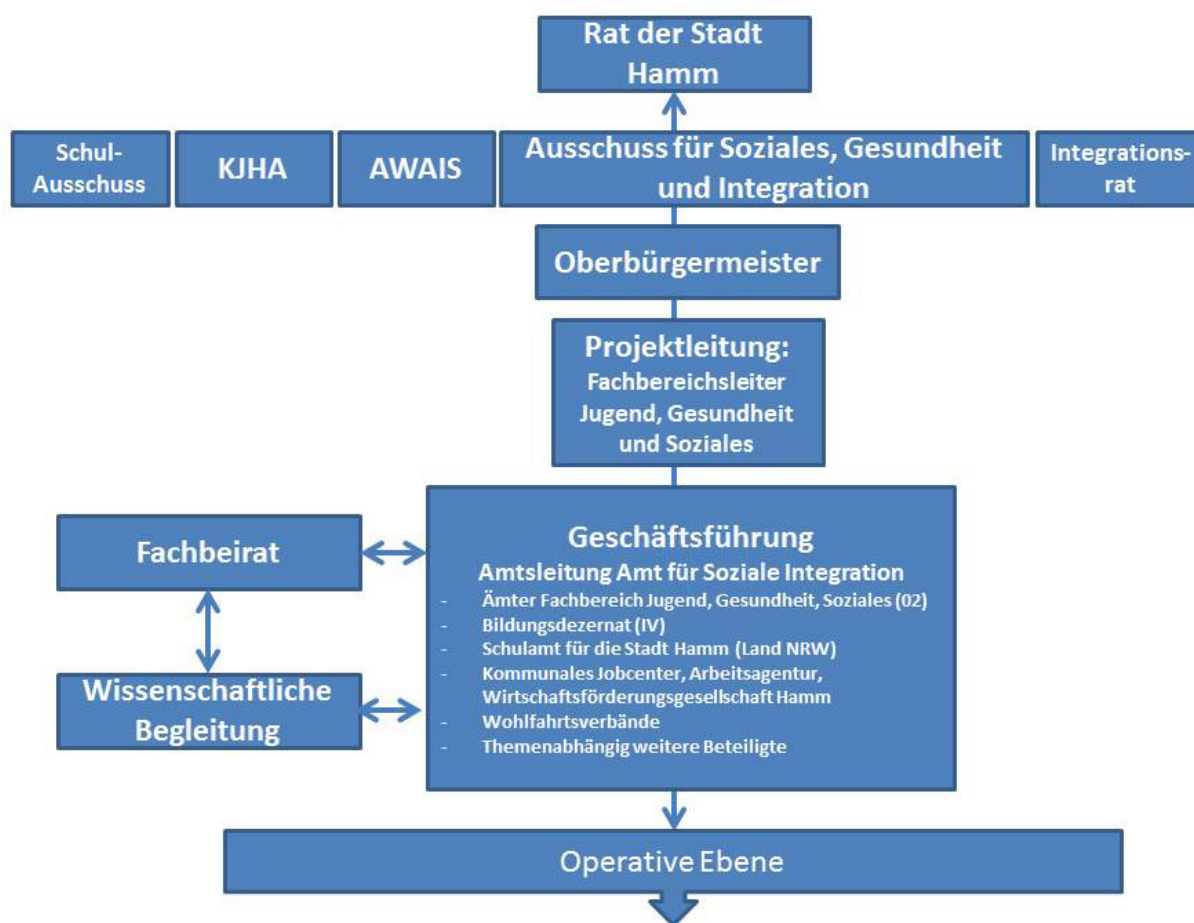 Rat der Stadt
Hamm
Schul-
Ausschuss
KJHA
AWAIS
Ausschuss für Soziales, Gesundheit
und Integration
Integrations-
rat
Oberbürgermeister
Projektleitung:
Fachbereichsleiter
Jugend, Gesundheit
und Soziales
Fachbeirat
Wissenschaftliche
Begleitung
Geschäftsführung
Amtsleitung Amt für Soziale Integration
- Ämter Fachbereich Jugend, Gesundheit, Soziales (02)
- Bildungsdezernat (IV)
- Schulamt für die Stadt Hamm (Land NRW)
- Kommunales Jobcenter, Arbeitsagentur,
Wirtschaftsförderungsgesellschaft Hamm
- Wohlfahrtsverbände
- Themenabhängig weitere Beteiligte
Operative Ebene